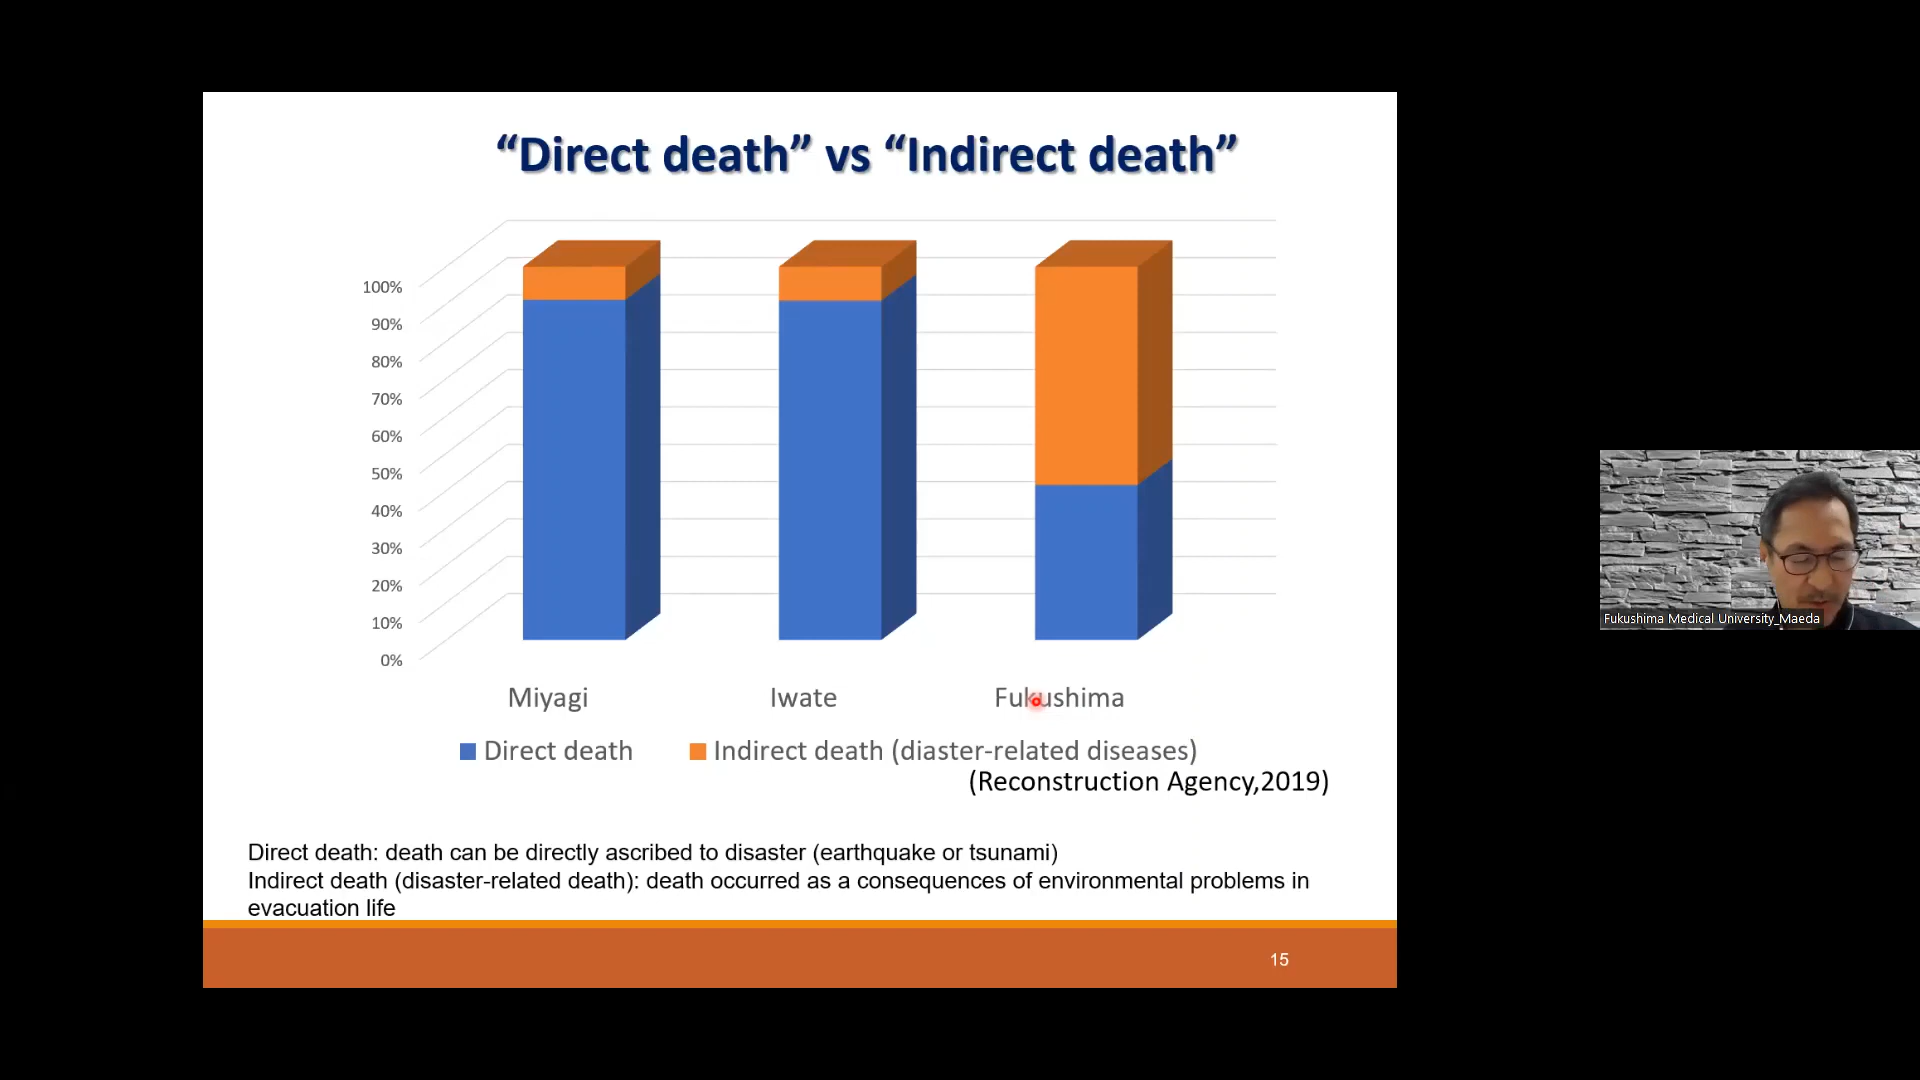 “Direct death” vs “Indirect death”
100%
90%
80%
70%
60%
50%
40%
30%
20%
10%
0%
Miyagi Iwate Fukushima
Direct death Indirect death (diaster-related diseases)
(Reconstruction Agency,2019)
Direct death: death can be directly ascribed to disaster (earthquake or tsunami)
Indirect death (disaster-related death): death occurred as a consequences of environmental problems in
evacuation life
15
Fukushima Medical University_Maeda